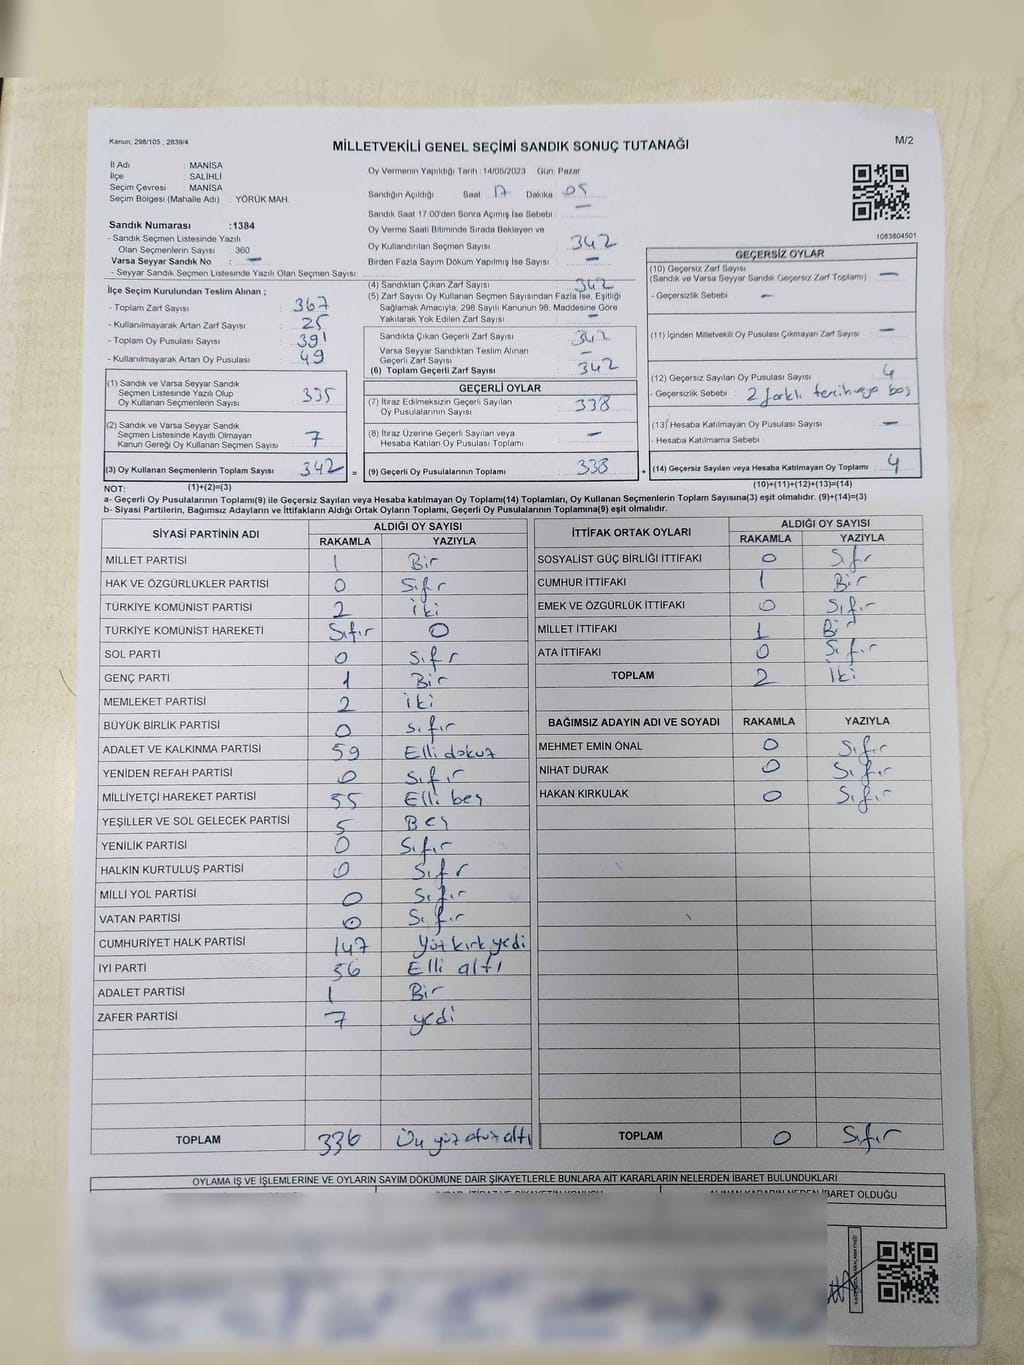 Kanun; 298/105 , 2839/4
MİLLETVEKİLİ GENEL SEÇİMİ SANDIK SONUÇ TUTANAĞI
M/2
İl Adı : MANİSA
İlçe : SALİHLİ
Seçim Çevresi : MANİSA
Seçim Bölgesi (Mahalle Adı) : YÖRÜK MAH.
Oy Vermenin Yapıldığı Tarih : 14/05/2023 Gün: Pazar
Sandığın Açıldığı Saat 17 Dakika 05
Sandık Saat 17:00'den Sonra Açılmış İse Sebebi : —
Oy Verme Saati Bitiminde Sırada Bekleyen ve
Oy Kullandırılan Seçmen Sayısı : 342
Birden Fazla Sayım Döküm Yapılmış İse Sayısı : —
1083804501
Sandık Numarası : 1384
- Sandık Seçmen Listesinde Yazılı
Olan Seçmenlerin Sayısı : 360
Varsa Seyyar Sandık No : —
- Seyyar Sandık Seçmen Listesinde Yazılı Olan Seçmen Sayısı:
İlçe Seçim Kurulundan Teslim Alınan ;
- Toplam Zarf Sayısı : 367
- Kullanılmayarak Artan Zarf Sayısı : 25
- Toplam Oy Pusulası Sayısı : 391
- Kullanılmayarak Artan Oy Pusulası : 49
(1) Sandık ve Varsa Seyyar Sandık
Seçmen Listesinde Yazılı Olup
Oy Kullanan Seçmenlerin Sayısı : 335
(2) Sandık ve Varsa Seyyar Sandık
Seçmen Listesinde Kayıtlı Olmayan
Kanun Gereği Oy Kullanan Seçmen Sayısı : 7
(3) Oy Kullanan Seçmenlerin Toplam Sayısı : 342 =
(4) Sandıktan Çıkan Zarf Sayısı : 342
(5) Zarf Sayısı Oy Kullanan Seçmen Sayısından Fazla İse, Eşitliği
Sağlamak Amacıyla; 298 Sayılı Kanunun 98. Maddesine Göre
Yakılarak Yok Edilen Zarf Sayısı : —
Sandıkta Çıkan Geçerli Zarf Sayısı : 342
Varsa Seyyar Sandıktan Teslim Alınan
Geçerli Zarf Sayısı : —
(6) Toplam Geçerli Zarf Sayısı : 342
GEÇERLİ OYLAR
(7) İtiraz Edilmeksizin Geçerli Sayılan
Oy Pusulalarının Sayısı : 338
(8) İtiraz Üzerine Geçerli Sayılan veya
Hesaba Katılan Oy Pusulası Toplamı : —
(9) Geçerli Oy Pusulalarının Toplamı : 338 +
GEÇERSİZ OYLAR
(10) Geçersiz Zarf Sayısı
(Sandık ve Varsa Seyyar Sandık Geçersiz Zarf Toplamı) : —
- Geçersizlik Sebebi : —
(11) İçinden Milletvekili Oy Pusulası Çıkmayan Zarf Sayısı : —
(12) Geçersiz Sayılan Oy Pusulası Sayısı : 4
- Geçersizlik Sebebi : 2 farklı tercih veya boş
(13) Hesaba Katılmayan Oy Pusulası Sayısı : —
- Hesaba Katılmama Sebebi :
(14) Geçersiz Sayılan veya Hesaba Katılmayan Oy Toplamı : 4
NOT: (1)+(2)=(3)
(10)+(11)+(12)+(13)=(14)
a- Geçerli Oy Pusulalarının Toplamı(9) ile Geçersiz Sayılan veya Hesaba katılmayan Oy Toplamı(14) Toplamları, Oy Kullanan Seçmenlerin Toplam Sayısına(3) eşit olmalıdır. (9)+(14)=(3)
b- Siyasi Partilerin, Bağımsız Adayların ve İttifakların Aldığı Ortak Oyların Toplamı, Geçerli Oy Pusulalarının Toplamına(9) eşit olmalıdır.
SİYASİ PARTİNİN ADI ALDIĞI OY SAYISI
RAKAMLA YAZIYLA
MİLLET PARTİSİ 1 Bir
HAK VE ÖZGÜRLÜKLER PARTİSİ 0 Sıfır
TÜRKİYE KOMÜNİST PARTİSİ 2 İki
TÜRKİYE KOMÜNİST HAREKETİ Sıfır 0
SOL PARTİ 0 Sıfır
GENÇ PARTİ 1 Bir
MEMLEKET PARTİSİ 2 İki
BÜYÜK BİRLİK PARTİSİ 0 Sıfır
ADALET VE KALKINMA PARTİSİ 59 Elli dokuz
YENİDEN REFAH PARTİSİ 0 Sıfır
MİLLİYETÇİ HAREKET PARTİSİ 55 Elli beş
YEŞİLLER VE SOL GELECEK PARTİSİ 5 Beş
YENİLİK PARTİSİ 0 Sıfır
HALKIN KURTULUŞ PARTİSİ 0 Sıfır
MİLLİ YOL PARTİSİ 0 Sıfır
VATAN PARTİSİ 0 Sıfır
CUMHURİYET HALK PARTİSİ 147 Yüz kırk yedi
İYİ PARTİ 56 Elli altı
ADALET PARTİSİ 1 Bir
ZAFER PARTİSİ 7 yedi
TOPLAM 336 Üç yüz otuz altı
İTTİFAK ORTAK OYLARI ALDIĞI OY SAYISI
RAKAMLA YAZIYLA
SOSYALİST GÜÇ BİRLİĞİ İTTİFAKI 0 Sıfır
CUMHUR İTTİFAKI 1 Bir
EMEK VE ÖZGÜRLÜK İTTİFAKI 0 Sıfır
MİLLET İTTİFAKI 1 Bir
ATA İTTİFAKI 0 Sıfır
TOPLAM 2 İki
BAĞIMSIZ ADAYIN ADI VE SOYADI RAKAMLA YAZIYLA
MEHMET EMİN ÖNAL 0 Sıfır
NİHAT DURAK 0 Sıfır
HAKAN KIRKULAK 0 Sıfır
TOPLAM 0 Sıfır
OYLAMA İŞ VE İŞLEMLERİNE VE OYLARIN SAYIM DÖKÜMÜNE DAİR ŞİKAYETLERLE BUNLARA AİT KARARLARIN NELERDEN İBARET BULUNDUKLARI
ALINAN KARARIN NEDEN İBARET OLDUĞU